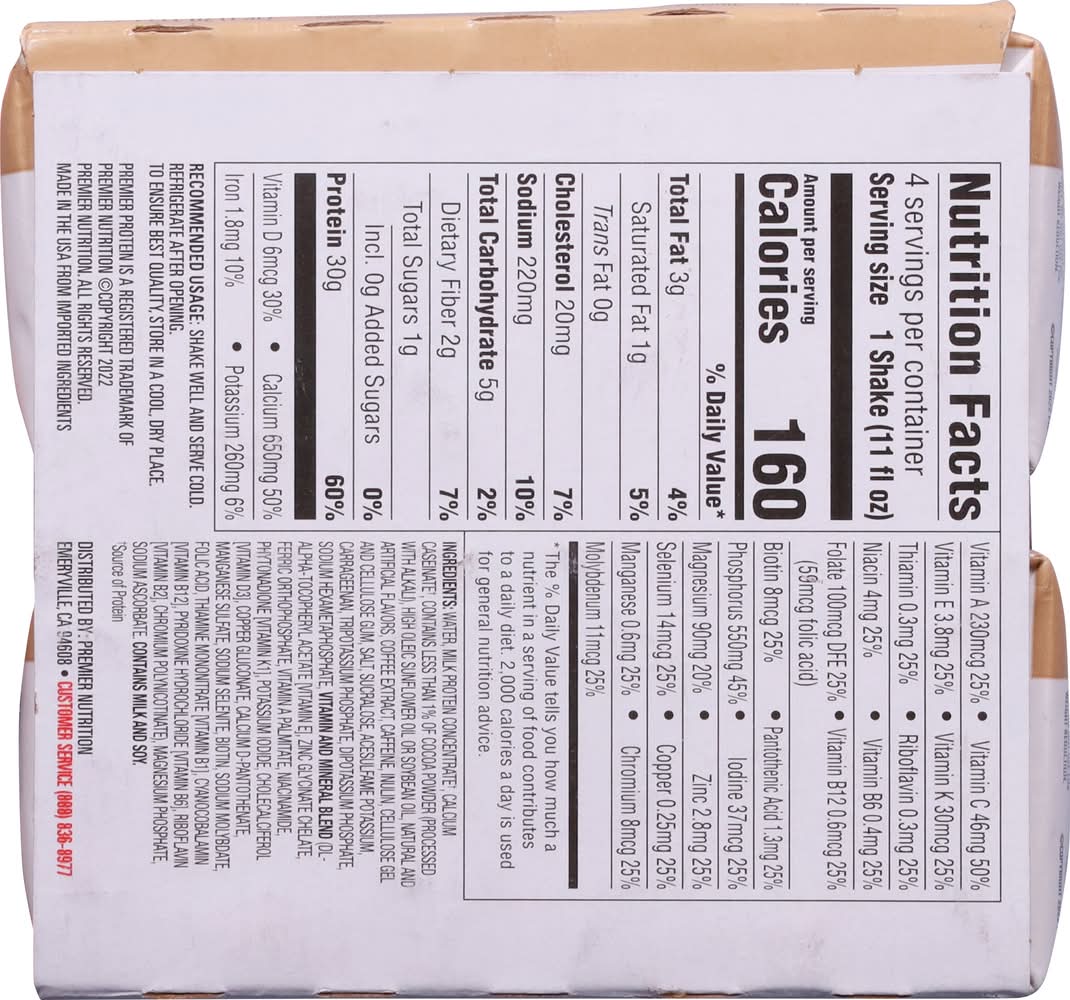 Nutrition Facts
4 servings per container
Serving size 1 Shake (11 fl oz)
Amount per serving
Calories 160
% Daily Value*
Total Fat 3g 4%
Saturated Fat 1g 5%
Trans Fat 0g
Cholesterol 20mg 7%
Sodium 220mg 10%
Total Carbohydrate 5g 2%
Dietary Fiber 2g 7%
Total Sugars 1g
Incl. 0g Added Sugars 0%
Protein 30g 60%
Vitamin D 6mcg 30% • Calcium 650mg 50%
Iron 1.8mg 10% • Potassium 260mg 6%
Vitamin A 230mcg 25% • Vitamin C 46mg 50%
Vitamin E 3.8mg 25% • Vitamin K 30mcg 25%
Thiamin 0.3mg 25% • Riboflavin 0.3mg 25%
Niacin 4mg 25% • Vitamin B6 0.4mg 25%
Folate 100mcg DFE 25% • Vitamin B12 0.6mcg 25%
(59mcg folic acid)
Biotin 8mcg 25% • Pantothenic Acid 1.3mg 25%
Phosphorus 550mg 45% • Iodine 37mcg 25%
Magnesium 90mg 20% • Zinc 2.8mg 25%
Selenium 14mcg 25% • Copper 0.25mg 25%
Manganese 0.6mg 25% • Chromium 8mcg 25%
Molybdenum 11mcg 25%
* The % Daily Value tells you how much a
nutrient in a serving of food contributes
to a daily diet. 2,000 calories a day is used
for general nutrition advice.
RECOMMENDED USAGE: SHAKE WELL AND SERVE COLD.
REFRIGERATE AFTER OPENING.
TO ENSURE BEST QUALITY, STORE IN A COOL, DRY PLACE.
PREMIER PROTEIN IS A REGISTERED TRADEMARK OF
PREMIER NUTRITION ©COPYRIGHT 2022
PREMIER NUTRITION. ALL RIGHTS RESERVED.
MADE IN THE USA FROM IMPORTED INGREDIENTS
INGREDIENTS: WATER, MILK PROTEIN CONCENTRATE†, CALCIUM
CASEINATE†, CONTAINS LESS THAN 1% OF COCOA POWDER (PROCESSED
WITH ALKALI), HIGH OLEIC SUNFLOWER OIL OR SOYBEAN OIL, NATURAL AND
ARTIFICIAL FLAVORS, COFFEE EXTRACT, CAFFEINE, INULIN, CELLULOSE GEL
AND CELLULOSE GUM, SALT, SUCRALOSE, ACESULFAME POTASSIUM,
CARRAGEENAN, TRIPOTASSIUM PHOSPHATE, DIPOTASSIUM PHOSPHATE,
SODIUM HEXAMETAPHOSPHATE, VITAMIN AND MINERAL BLEND (DL-
ALPHA-TOCOPHERYL ACETATE [VITAMIN E], ZINC GLYCINATE CHELATE,
FERRIC ORTHOPHOSPHATE, VITAMIN A PALMITATE, NIACINAMIDE,
PHYTONADIONE [VITAMIN K1], POTASSIUM IODIDE, CHOLECALCIFEROL
[VITAMIN D3], COPPER GLUCONATE, CALCIUM D-PANTOTHENATE,
MANGANESE SULFATE, SODIUM SELENITE, BIOTIN, SODIUM MOLYBDATE,
FOLIC ACID, THIAMINE MONONITRATE [VITAMIN B1], CYANOCOBALAMIN
[VITAMIN B12], PYRIDOXINE HYDROCHLORIDE [VITAMIN B6], RIBOFLAVIN
[VITAMIN B2], CHROMIUM POLYNICOTINATE, MAGNESIUM PHOSPHATE,
SODIUM ASCORBATE. CONTAINS MILK AND SOY.
†Source of Protein
DISTRIBUTED BY: PREMIER NUTRITION
EMERYVILLE, CA 94608 • CUSTOMER SERVICE (888) 836-8977